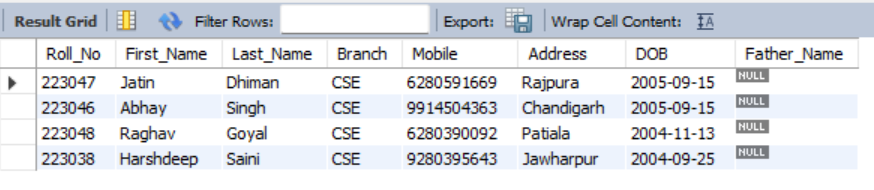 Result Grid Filter Rows: Export: Wrap Cell Content: IA
Roll_No First_Name Last_Name Branch Mobile Address DOB Father_Name
223047 Jatin Dhiman CSE 6280591669 Rajpura 2005-09-15 NULL
223046 Abhay Singh CSE 9914504363 Chandigarh 2005-09-15 NULL
223048 Raghav Goyal CSE 6280390092 Patiala 2004-11-13 NULL
223038 Harshdeep Saini CSE 9280395643 Jawharpur 2004-09-25 NULL